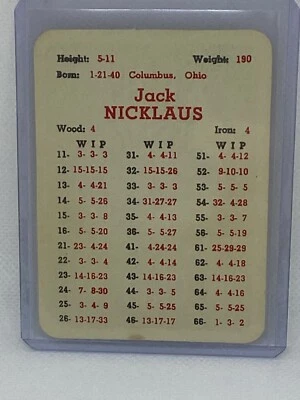 Height: 5-11 Weight: 190
Born: 1-21-40 Columbus, Ohio
Jack
NICKLAUS
Wood: 4 Iron: 4
W I P W I P W I P
11- 3- 3- 3 31- 4- 4-11 51- 4- 4-12
12-15-15-15 32-15-15-26 52- 9-10-10
13- 4- 4-21 33- 3- 3- 3 53- 5- 5- 5
14- 5- 5-26 34-31-27-27 54-32- 4-28
15- 3- 3- 8 35- 4- 4-13 55- 3- 3- 7
16- 5- 5-20 36- 5- 5-20 56- 5- 5-19
21-23- 4-24 41-24-24-24 61-25-29-29
22- 3- 3- 4 42- 3- 3- 4 62- 4- 4-17
23-14-16-23 43-14-16-23 63-14-16-23
24- 7- 8-30 44- 3- 3- 5 64- 4- 4-16
25- 3- 4- 9 45- 5- 5-25 65- 5- 5-25
26-13-17-33 46-14-17-23 66- 1- 3- 2